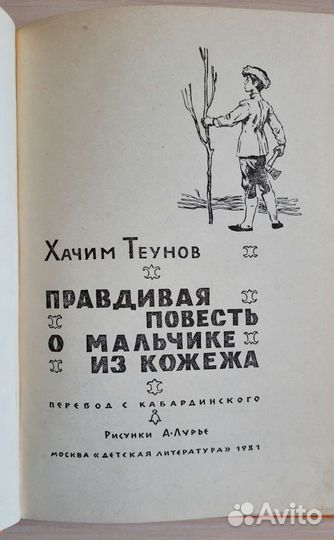 Хачим Теунов
ПРАВДИВАЯ
ПОВЕСТЬ
О МАЛЬЧИКЕ
ИЗ КОЖЕЖА
ПЕРЕВОД С КАБАРДИНСКОГО
Рисунки А. Лурье
МОСКВА «ДЕТСКАЯ ЛИТЕРАТУРА» 1981
Avito